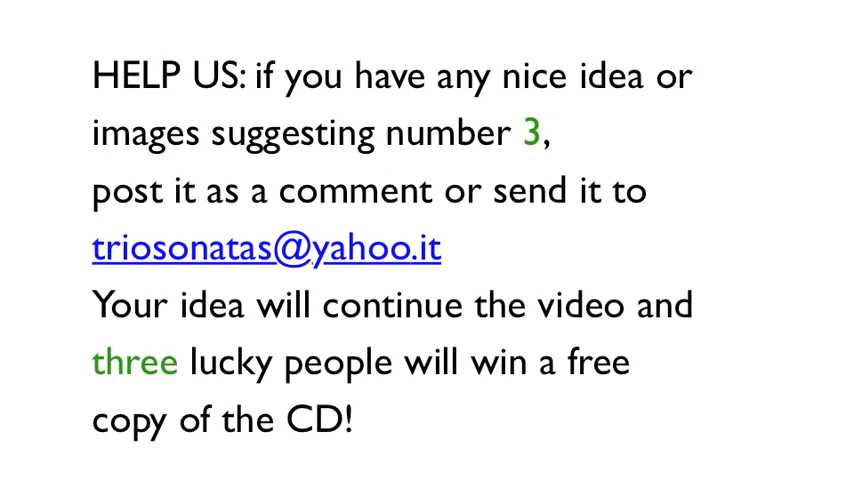 HELP US: if you have any nice idea or
images suggesting number 3,
post it as a comment or send it to
triosonatas@yahoo.it
Your idea will continue the video and
three lucky people will win a free
copy of the CD!